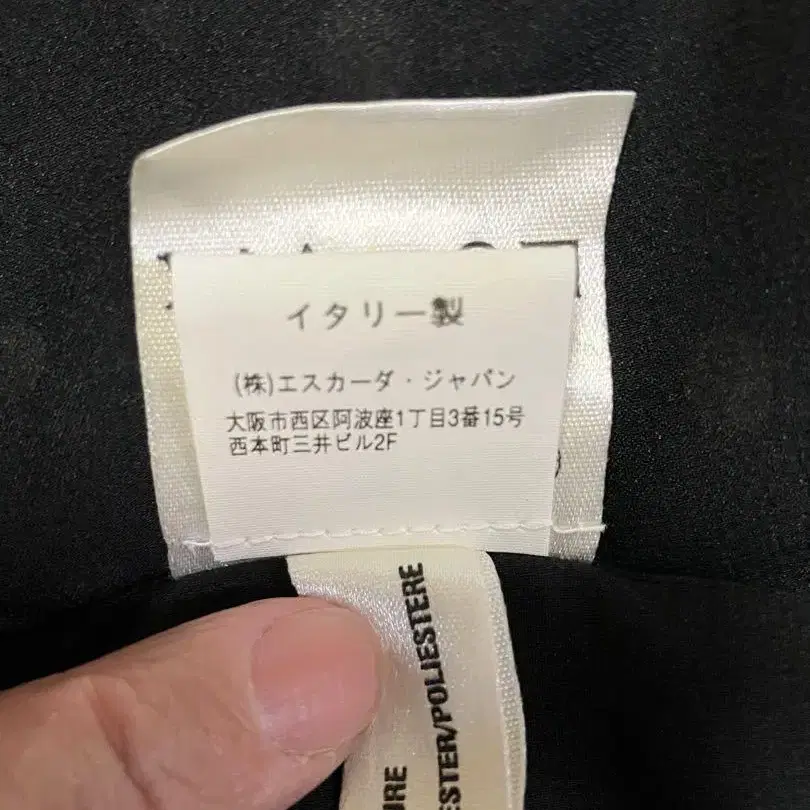 イタリー製
(株)エスカーダ・ジャパン
大阪市西区阿波座1丁目3番15号
西本町三井ビル2F
ESTER/POLIESTERE
URE